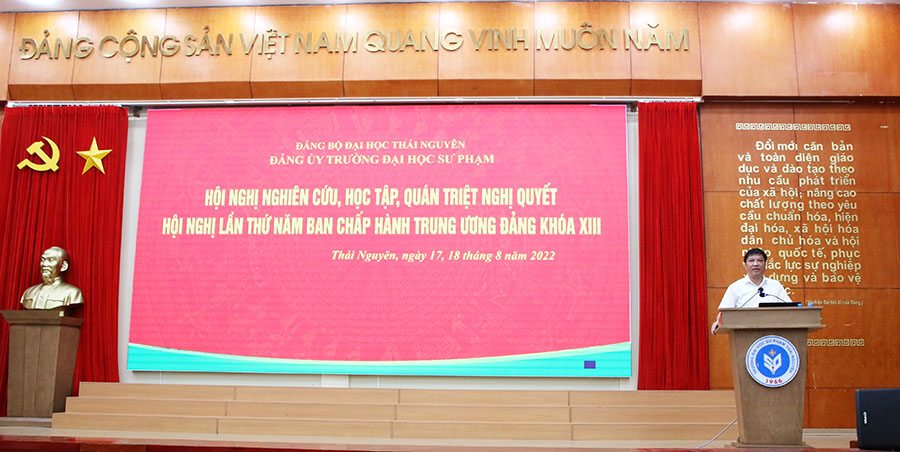 ĐẢNG CỘNG SẢN VIỆT NAM QUANG VINH MUÔN NĂM
ĐẢNG BỘ ĐẠI HỌC THÁI NGUYÊN
ĐẢNG ỦY TRƯỜNG ĐẠI HỌC SƯ PHẠM
HỘI NGHỊ NGHIÊN CỨU, HỌC TẬP, QUÁN TRIỆT NGHỊ QUYẾT
HỘI NGHỊ LẦN THỨ NĂM BAN CHẤP HÀNH TRUNG ƯƠNG ĐẢNG KHÓA XIII
Thái Nguyên, ngày 17, 18 tháng 8 năm 2022
Đổi mới căn bản
và toàn diện giáo
dục và đào tạo theo
nhu cầu phát triển
của xã hội; nâng cao
chất lượng theo yêu
cầu chuẩn hóa, hiện
đại hóa, xã hội hóa
dân chủ hóa và hội
quốc tế, phục
sự nghiệp
dựng và bảo vệ
1966